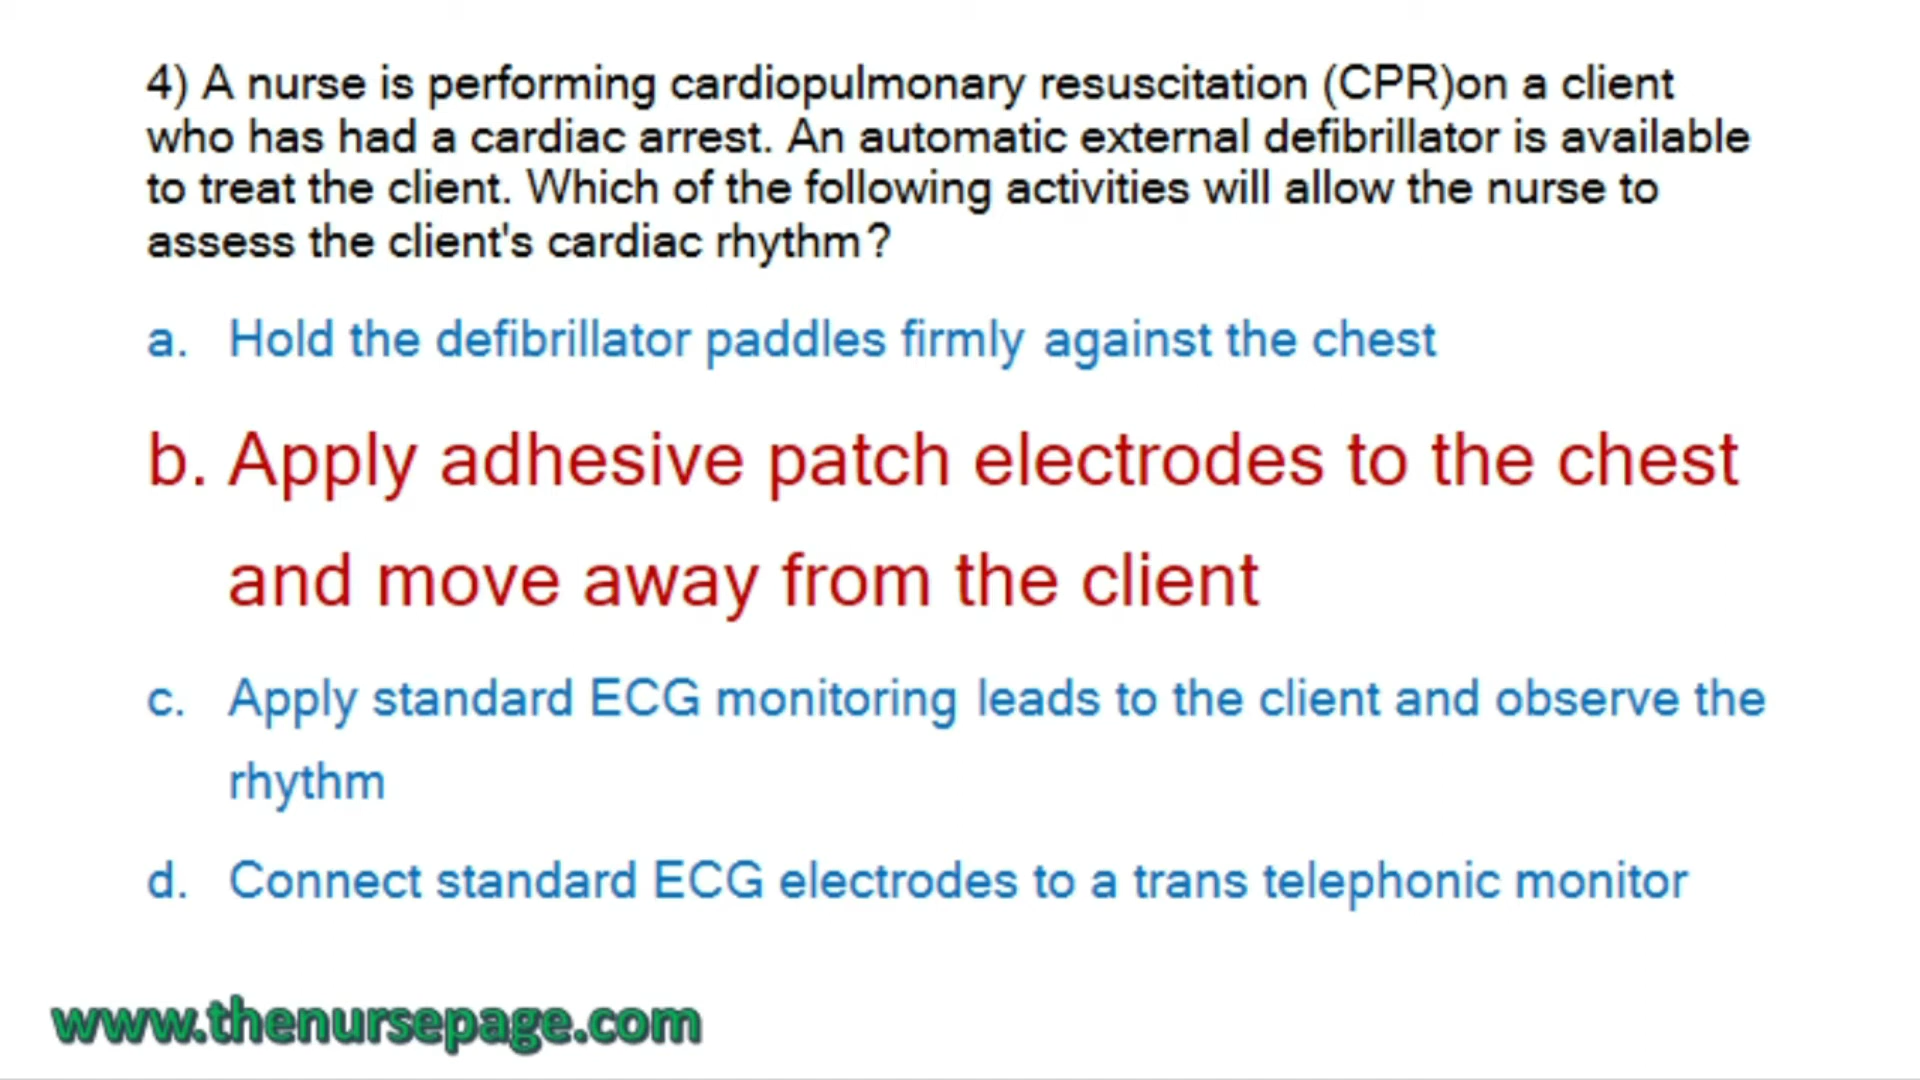 4) A nurse is performing cardiopulmonary resuscitation (CPR)on a client
who has had a cardiac arrest. An automatic external defibrillator is available
to treat the client. Which of the following activities will allow the nurse to
assess the client's cardiac rhythm?
a. Hold the defibrillator paddles firmly against the chest
b. Apply adhesive patch electrodes to the chest
and move away from the client
c. Apply standard ECG monitoring leads to the client and observe the
rhythm
d. Connect standard ECG electrodes to a trans telephonic monitor
www.thenursepage.com